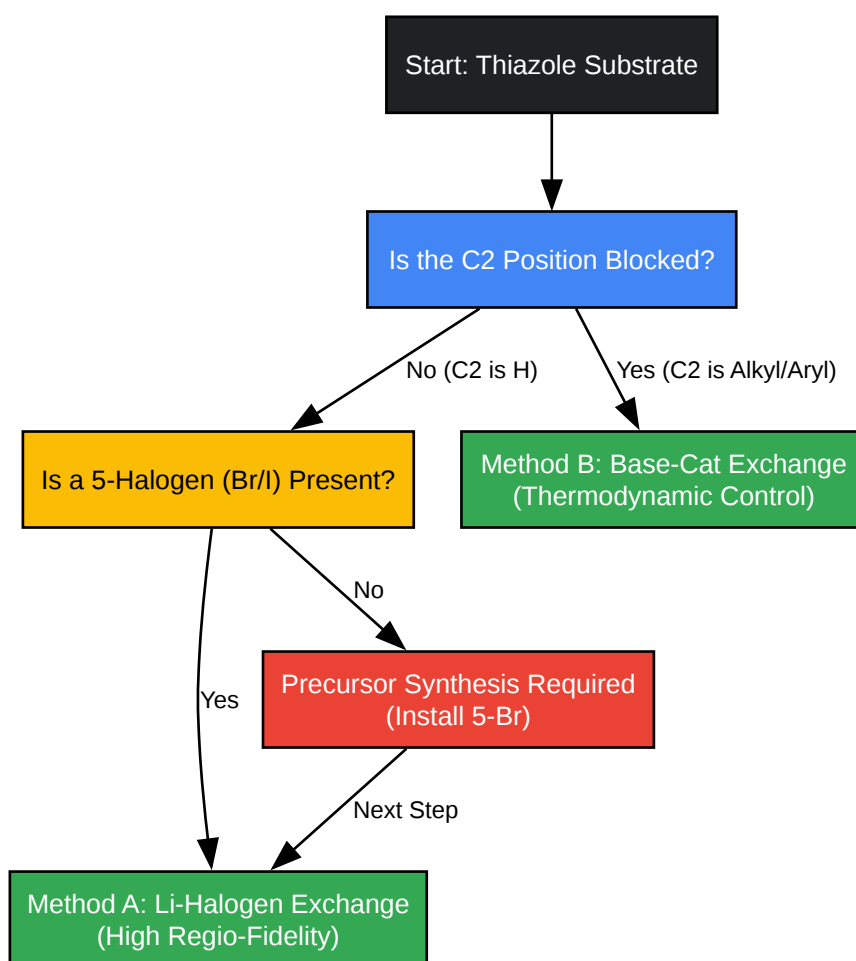 Start: Thiazole Substrate
Is the C2 Position Blocked?
No (C2 is H)
Yes (C2 is Alkyl/Aryl)
Is a 5-Halogen (Br/I) Present?
Method B: Base-Cat Exchange
(Thermodynamic Control)
No
Precursor Synthesis Required
(Install 5-Br)
Yes
Next Step
Method A: Li-Halogen Exchange
(High Regio-Fidelity)